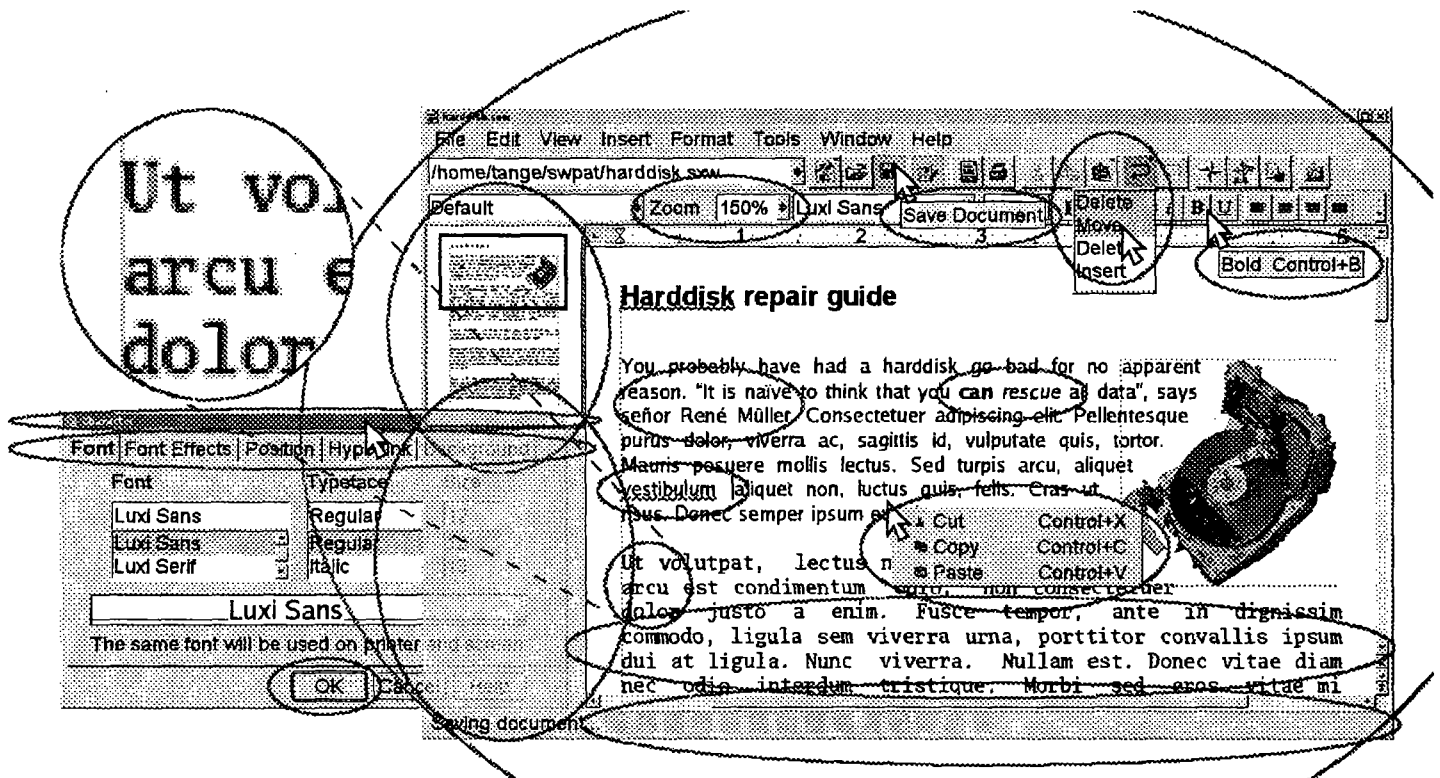 harddisk.sxw
File Edit View Insert Format Tools Window Help
/home/tange/swpat/harddisk.sxw
Default Zoom 150% Luxi Sans B U
Save Document
Delete
Move
Delet
Insert
Bold Control+B
1 2 3 6
Ut vol
arcu e
dolor
Harddisk repair guide
You probably have had a harddisk go bad for no apparent
reason. "It is naïve to think that you can rescue all data", says
señor René Müller. Consectetuer adipiscing elit. Pellentesque
purus dolor, viverra ac, sagittis id, vulputate quis, tortor.
Mauris posuere mollis lectus. Sed turpis arcu, aliquet
vestibulum aliquet non, luctus quis, felis. Cras ut
risus. Donec semper ipsum
Cut Control+X
Copy Control+C
Paste Control+V
Ut volutpat, lectus n
arcu est condimentum non consectetuer
dolor justo a enim. Fusce tempor, ante in dignissim
commodo, ligula sem viverra urna, porttitor convallis ipsum
dui at ligula. Nunc viverra. Nullam est. Donec vitae diam
nec odio interdum tristique. Morbi sed eros vitae mi
Font Font Effects Position Hyperlink
Font Typeface
Luxi Sans Regular
Luxi Sans Regular
Luxi Serif Italic
Luxi Sans
The same font will be used on printer
OK Cance
Saving document